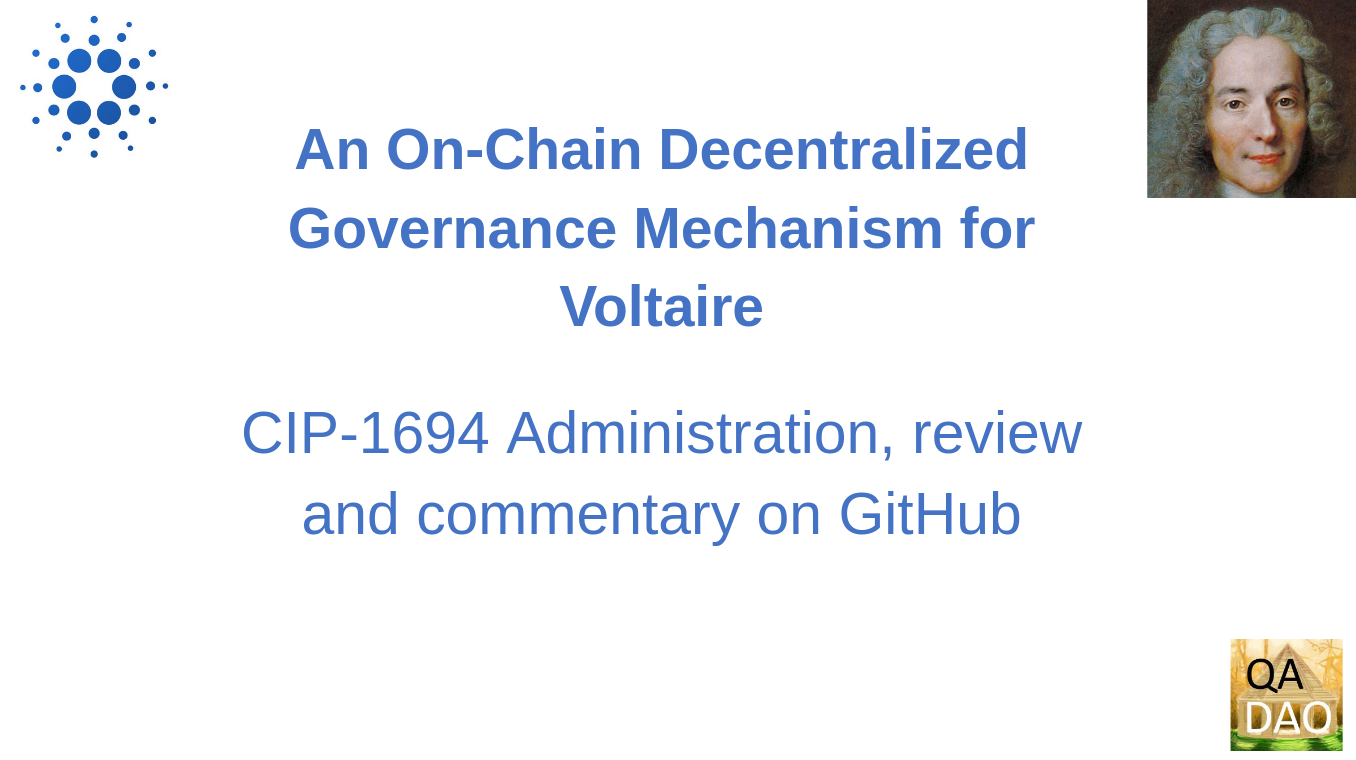 An On-Chain Decentralized
Governance Mechanism for
Voltaire
CIP-1694 Administration, review
and commentary on GitHub
QA
DAO